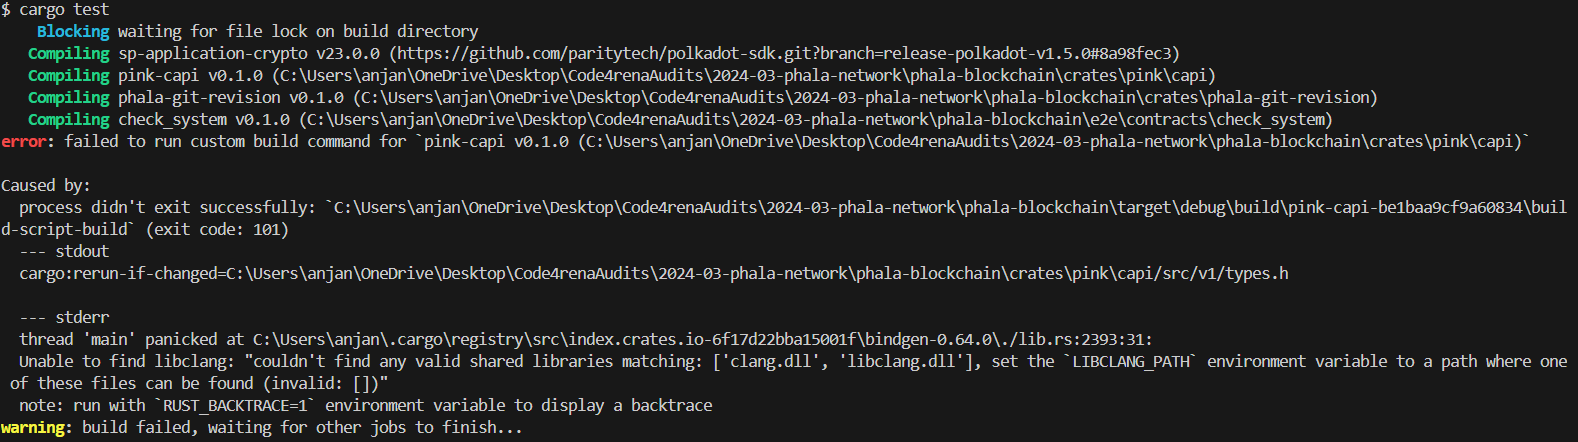 $ cargo test
    Blocking waiting for file lock on build directory
   Compiling sp-application-crypto v23.0.0 (https://github.com/paritytech/polkadot-sdk.git?branch=release-polkadot-v1.5.0#8a98fec3)
   Compiling pink-capi v0.1.0 (C:\Users\anjan\OneDrive\Desktop\Code4renaAudits\2024-03-phala-network\phala-blockchain\crates\pink\capi)
   Compiling phala-git-revision v0.1.0 (C:\Users\anjan\OneDrive\Desktop\Code4renaAudits\2024-03-phala-network\phala-blockchain\crates\phala-git-revision)
   Compiling check_system v0.1.0 (C:\Users\anjan\OneDrive\Desktop\Code4renaAudits\2024-03-phala-network\phala-blockchain\e2e\contracts\check_system)
error: failed to run custom build command for `pink-capi v0.1.0 (C:\Users\anjan\OneDrive\Desktop\Code4renaAudits\2024-03-phala-network\phala-blockchain\crates\pink\capi)`

Caused by:
  process didn't exit successfully: `C:\Users\anjan\OneDrive\Desktop\Code4renaAudits\2024-03-phala-network\phala-blockchain\target\debug\build\pink-capi-be1baa9cf9a60834\buil
d-script-build` (exit code: 101)
  --- stdout
  cargo:rerun-if-changed=C:\Users\anjan\OneDrive\Desktop\Code4renaAudits\2024-03-phala-network\phala-blockchain\crates\pink\capi/src/v1/types.h

  --- stderr
  thread 'main' panicked at C:\Users\anjan\.cargo\registry\src\index.crates.io-6f17d22bba15001f\bindgen-0.64.0\./lib.rs:2393:31:
  Unable to find libclang: "couldn't find any valid shared libraries matching: ['clang.dll', 'libclang.dll'], set the `LIBCLANG_PATH` environment variable to a path where one
 of these files can be found (invalid: [])"
  note: run with `RUST_BACKTRACE=1` environment variable to display a backtrace
warning: build failed, waiting for other jobs to finish...